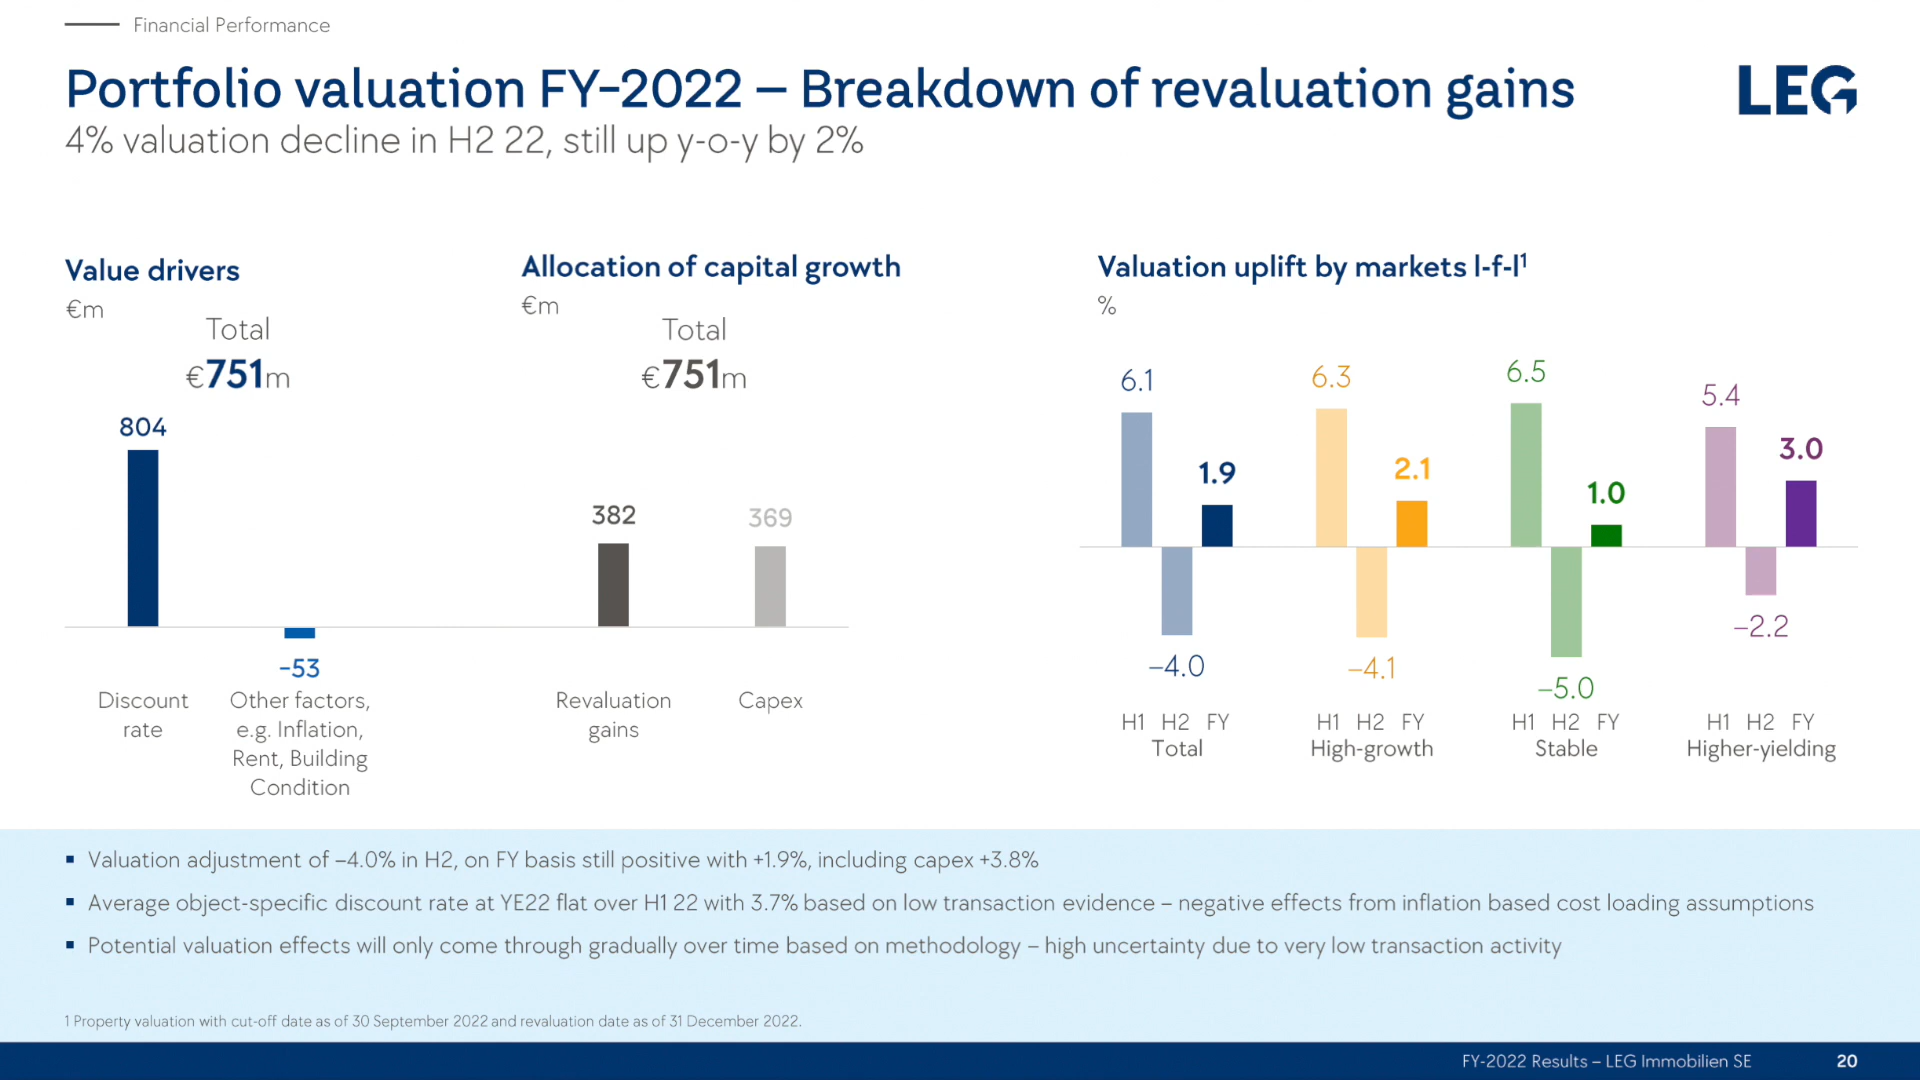 Financial Performance
Portfolio valuation FY-2022 – Breakdown of revaluation gains
LEG
4% valuation decline in H2 22, still up y-o-y by 2%
Value drivers
€m
Total
€751m
804
-53
Discount
rate
Other factors,
e.g. Inflation,
Rent, Building
Condition
Allocation of capital growth
€m
Total
€751m
382
369
Revaluation
gains
Capex
Valuation uplift by markets l-f-l¹
%
6.1
–4.0
1.9
H1 H2 FY
Total
6.3
–4.1
2.1
H1 H2 FY
High-growth
6.5
–5.0
1.0
H1 H2 FY
Stable
5.4
–2.2
3.0
H1 H2 FY
Higher-yielding
▪ Valuation adjustment of –4.0% in H2, on FY basis still positive with +1.9%, including capex +3.8%
▪ Average object-specific discount rate at YE22 flat over H1 22 with 3.7% based on low transaction evidence – negative effects from inflation based cost loading assumptions
▪ Potential valuation effects will only come through gradually over time based on methodology – high uncertainty due to very low transaction activity
1 Property valuation with cut-off date as of 30 September 2022 and revaluation date as of 31 December 2022.
FY-2022 Results – LEG Immobilien SE
20